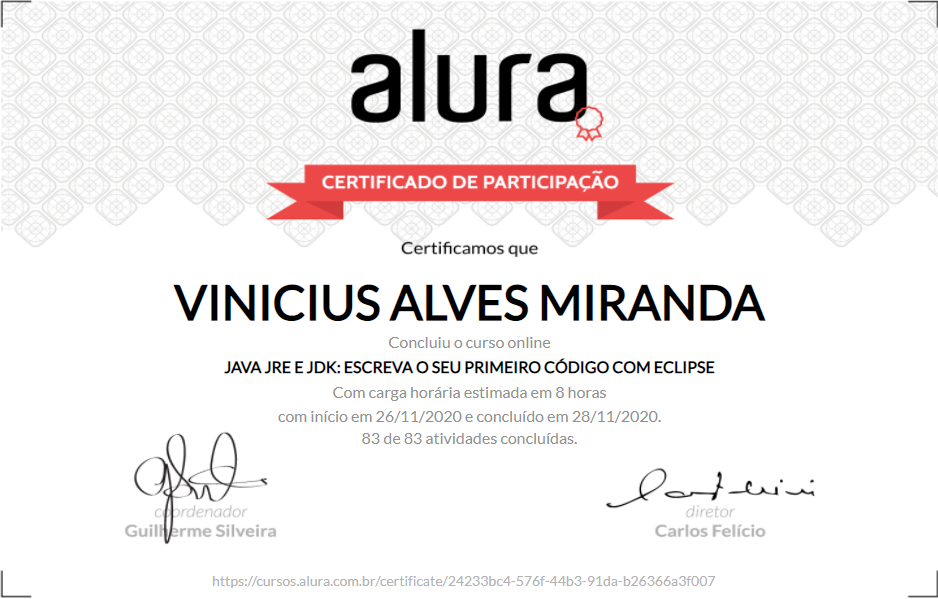 alura
CERTIFICADO DE PARTICIPAÇÃO
Certificamos que
VINICIUS ALVES MIRANDA
Concluiu o curso online
JAVA JRE E JDK: ESCREVA O SEU PRIMEIRO CÓDIGO COM ECLIPSE
Com carga horária estimada em 8 horas
com início em 26/11/2020 e concluído em 28/11/2020.
83 de 83 atividades concluídas.
coordenador
Guilherme Silveira
diretor
Carlos Felício
https://cursos.alura.com.br/certificate/24233bc4-576f-44b3-91da-b26366a3f007